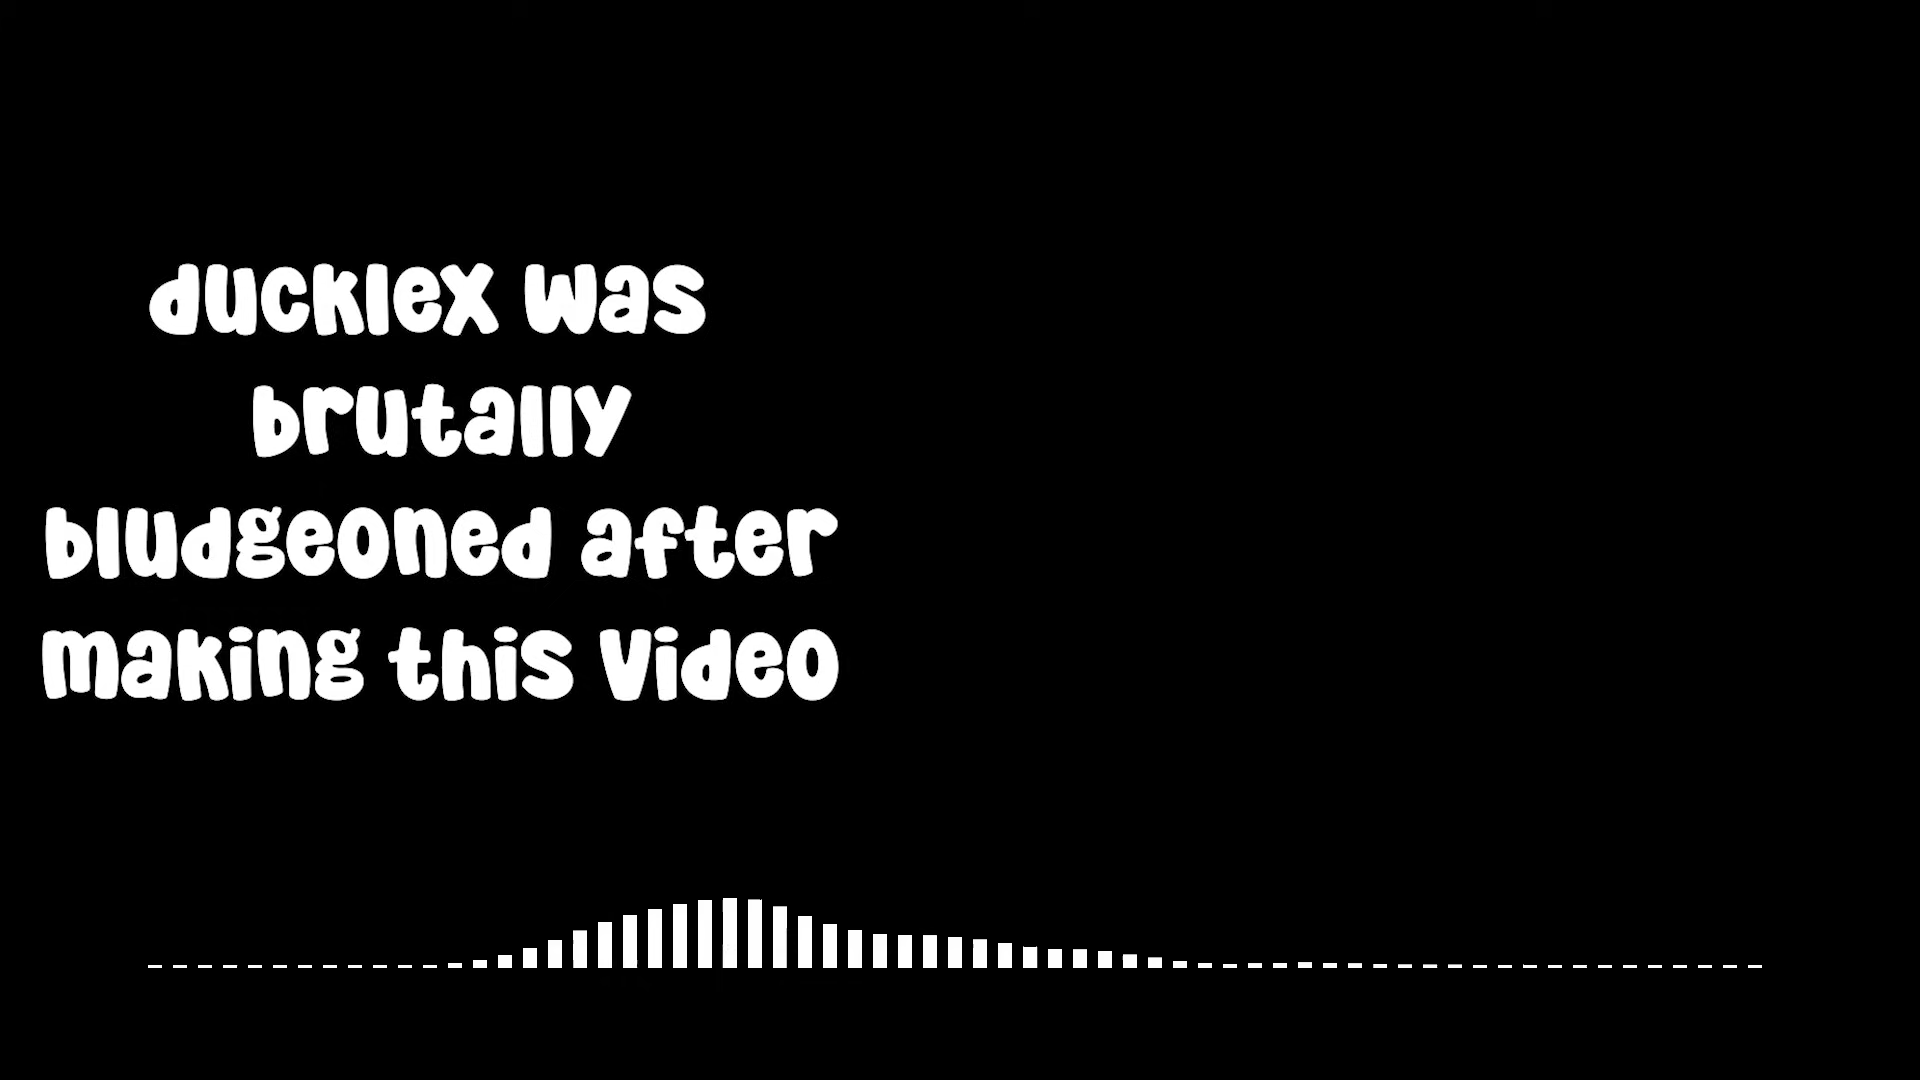 ducklex was
brutally
bludgeoned after
making this video